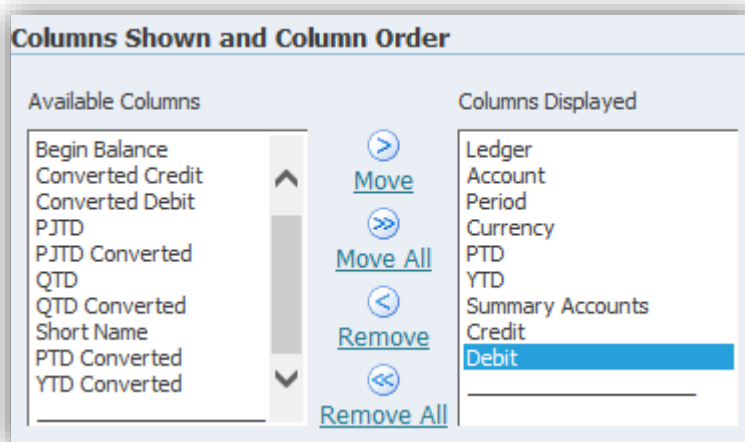 Columns Shown and Column Order
Available Columns
Begin Balance
Converted Credit
Converted Debit
PJTD
PJTD Converted
QTD
QTD Converted
Short Name
PTD Converted
YTD Converted
Move
Move All
Remove
Remove All
Columns Displayed
Ledger
Account
Period
Currency
PTD
YTD
Summary Accounts
Credit
Debit